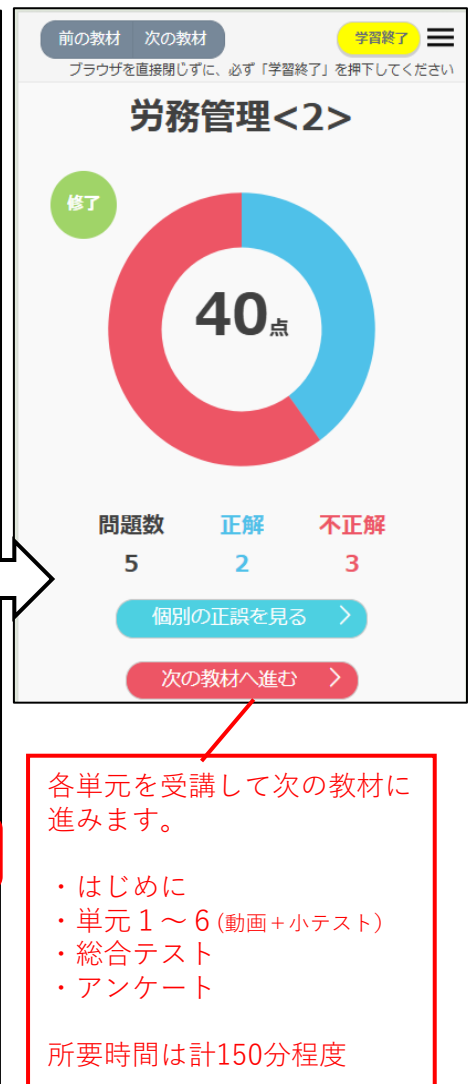 前の教材 次の教材 学習終了
ブラウザを直接閉じずに、必ず「学習終了」を押下してください
労務管理<2>
修了
40点
問題数 正解 不正解
5 2 3
個別の正誤を見る
次の教材へ進む
各単元を受講して次の教材に
進みます。
・はじめに
・単元１～６(動画＋小テスト)
・総合テスト
・アンケート
所要時間は計150分程度